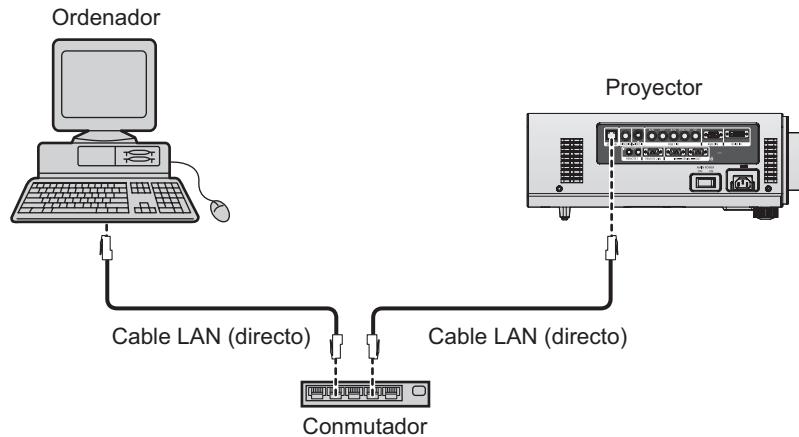 Ordenador
Proyector
Cable LAN (directo)
Cable LAN (directo)
Conmutador